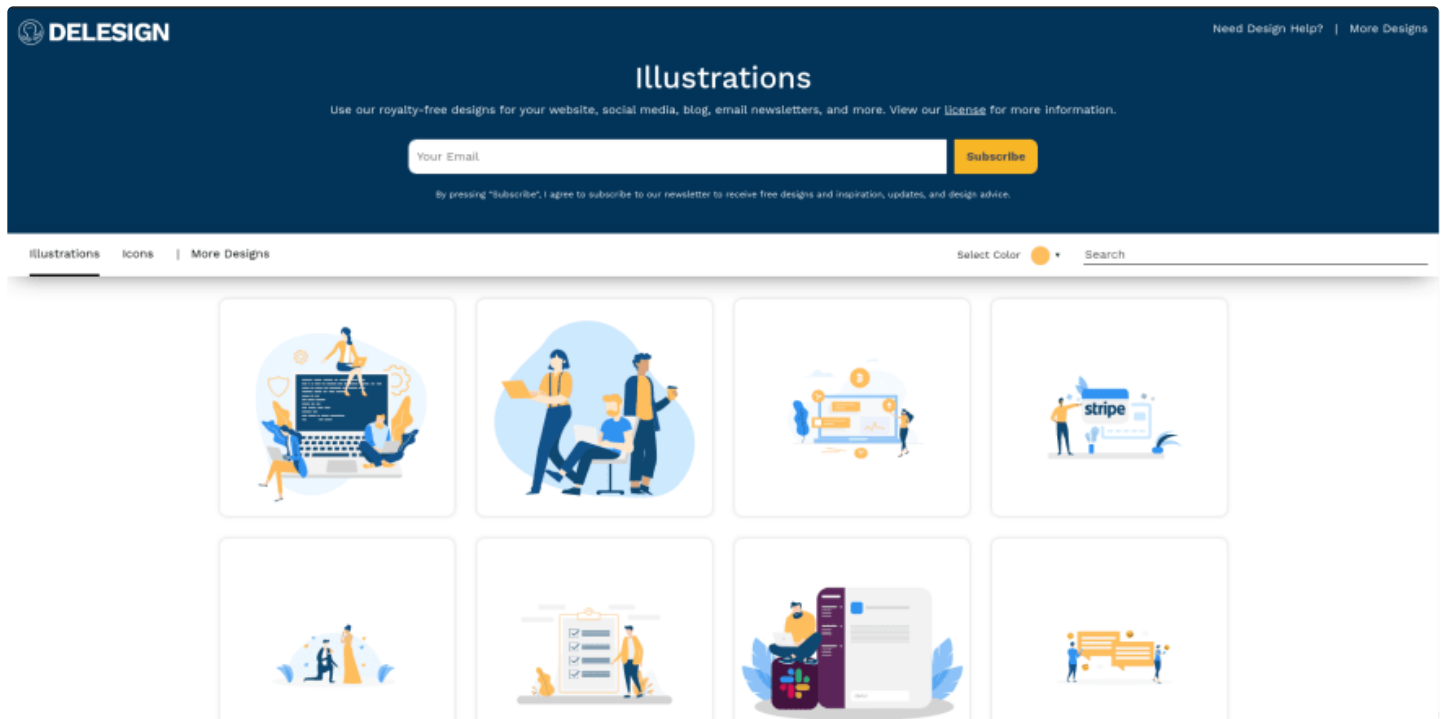 DELESIGN
Need Design Help? | More Designs
Illustrations
Use our royalty-free designs for your website, social media, blog, email newsletters, and more. View our license for more information.
Your Email
Subscribe
By pressing "Subscribe", I agree to subscribe to our newsletter to receive free designs and inspiration, updates, and design advice.
Illustrations Icons | More Designs
Select Color
Search
stripe